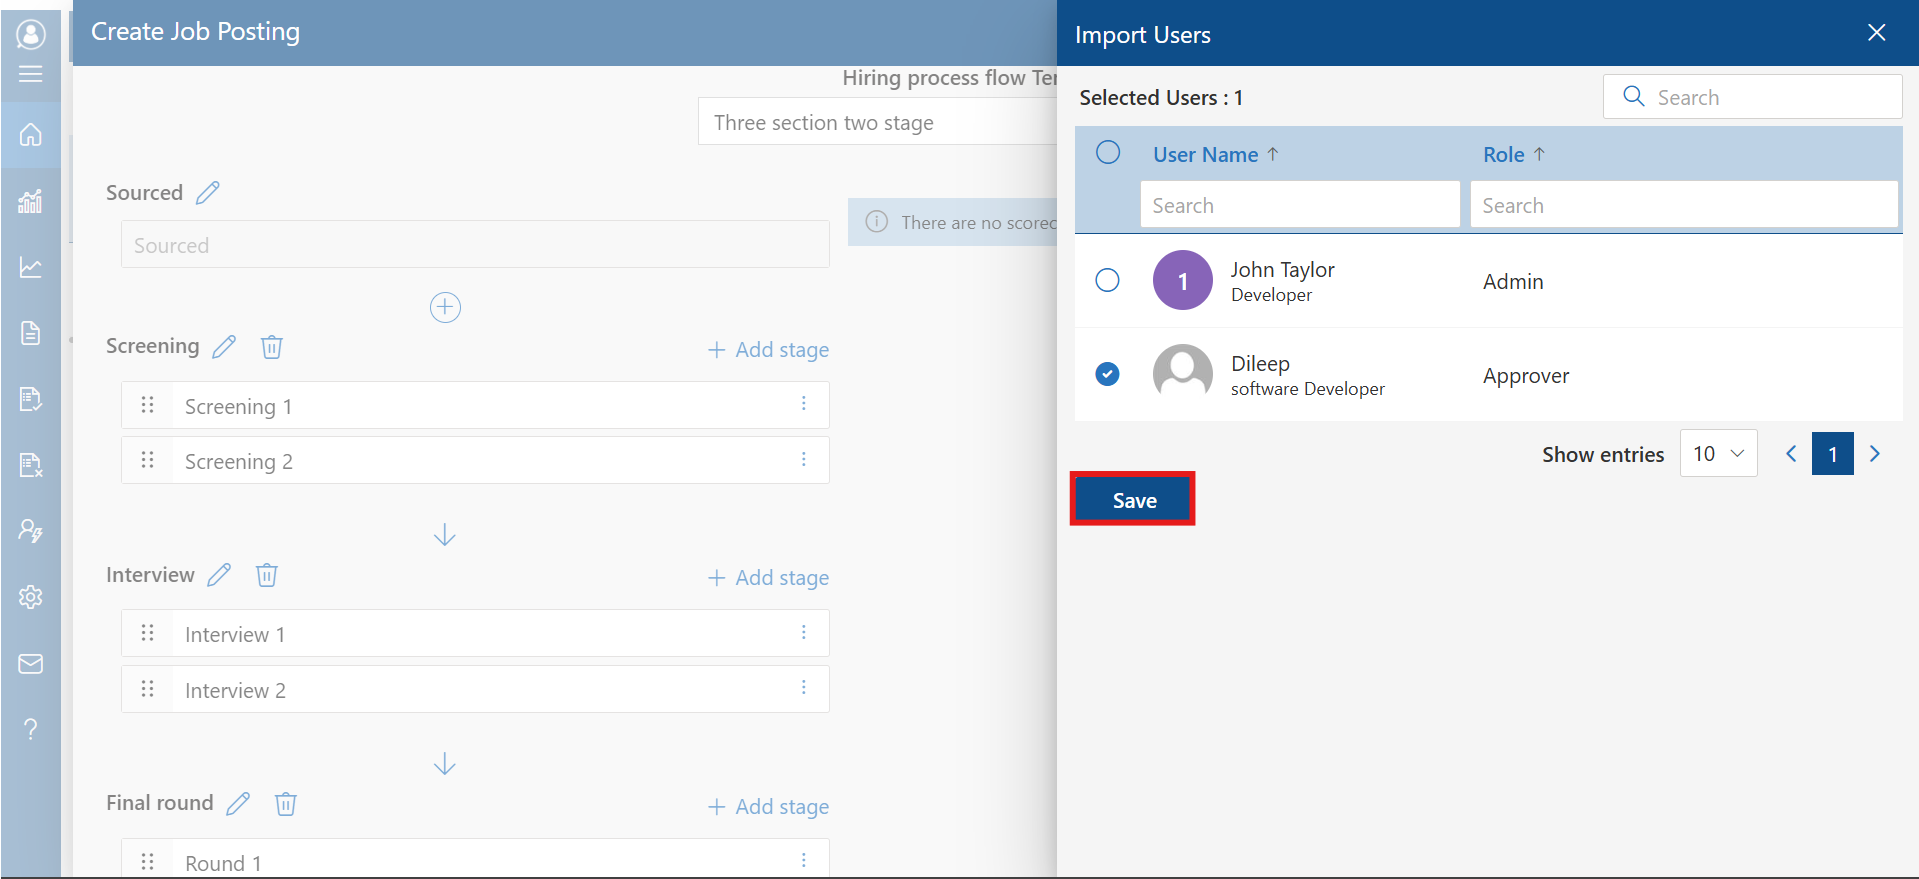 Create Job Posting
Hiring process flow Te
Three section two stage
Sourced
Sourced
There are no scorec
Screening
+ Add stage
Screening 1
Screening 2
Interview
+ Add stage
Interview 1
Interview 2
Final round
+ Add stage
Round 1
Import Users
Selected Users : 1
Search
User Name ↑
Role ↑
Search
Search
1
John Taylor
Developer
Admin
Dileep
software Developer
Approver
Show entries
10
1
Save